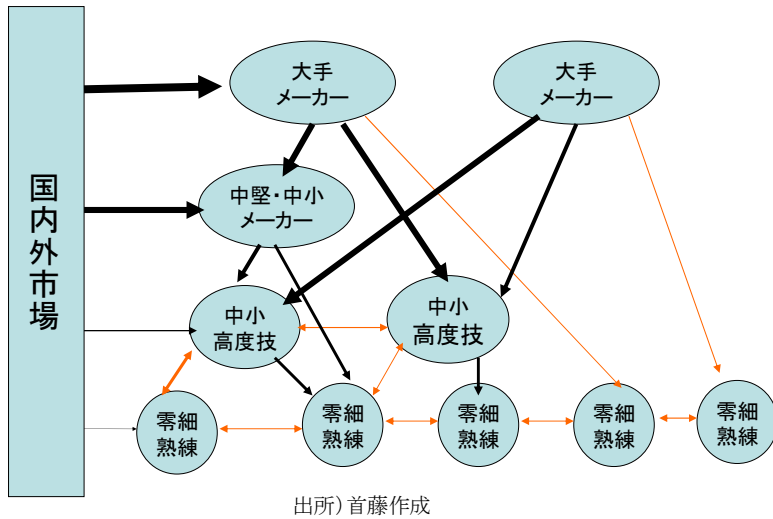 国内外市場
大手
メーカー
大手
メーカー
中堅・中小
メーカー
中小
高度技
中小
高度技
零細
熟練
零細
熟練
零細
熟練
零細
熟練
零細
熟練
出所）首藤作成